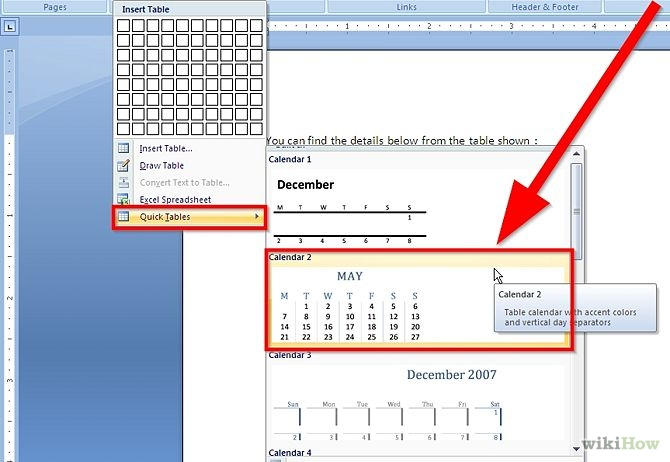 Pages
Links
Header & Footer
Insert Table
Insert Table...
Draw Table
Convert Text to Table...
Excel Spreadsheet
Quick Tables
You can find the details below from the table shown :
Calendar 1
December
M T W T F S S
1
2 3 4 5 6 7 8
Calendar 2
MAY
M T W T F S S
1 2 3 4 5 6
7 8 9 10 11 12 13
14 15 16 17 18 19 20
21 22 23 24 25 26 27
Calendar 2
Table calendar with accent colors
and vertical day separators
Calendar 3
December 2007
Sun Mon Tue Wed Thu Fri Sat
1
2 3 4 5 6 7 8
Calendar 4
wikiHow